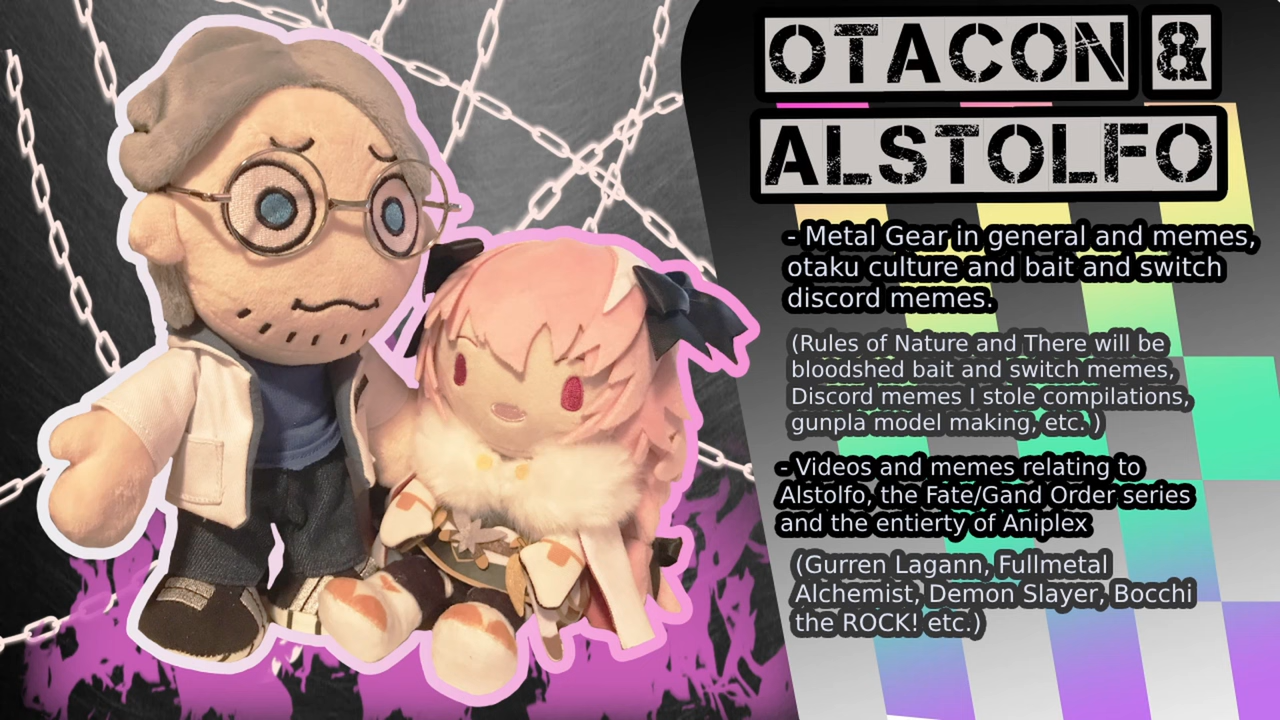 OTACON &
ALSTOLFO
- Metal Gear in general and memes,
otaku culture and bait and switch
discord memes.
(Rules of Nature and There will be
bloodshed bait and switch memes,
Discord memes I stole compilations,
gunpla model making, etc. )
- Videos and memes relating to
Alstolfo, the Fate/Gand Order series
and the entierty of Aniplex
(Gurren Lagann, Fullmetal
Alchemist, Demon Slayer, Bocchi
the ROCK! etc.)